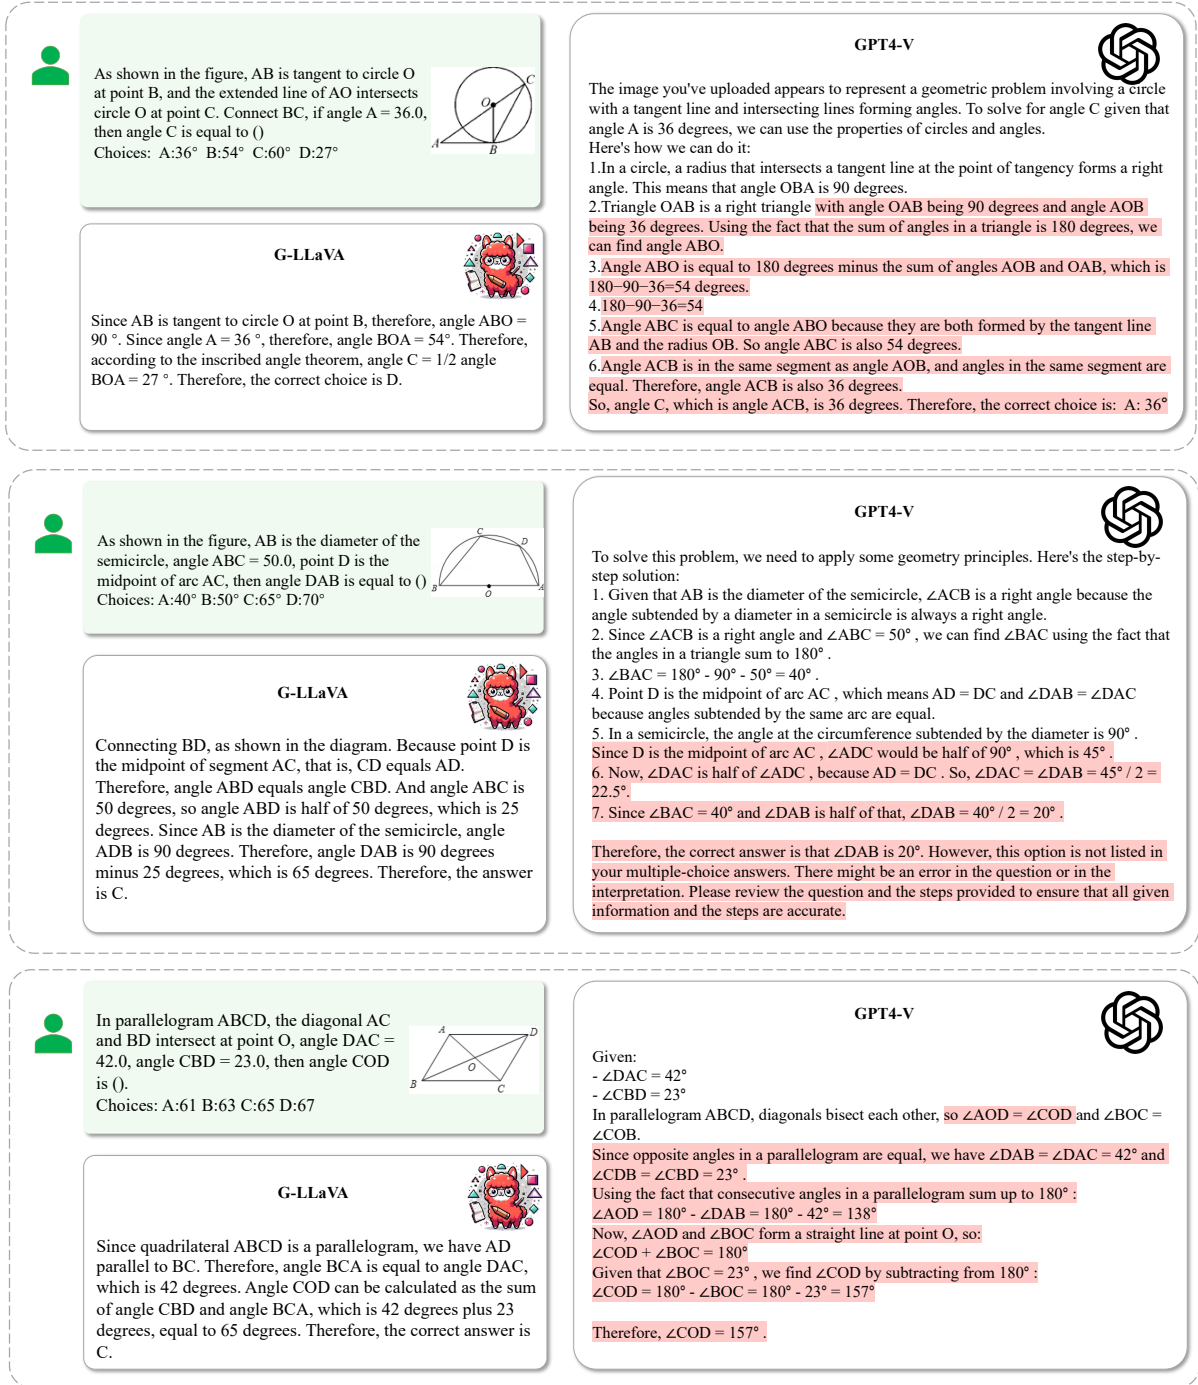 As shown in the figure, AB is tangent to circle O
at point B, and the extended line of AO intersects
circle O at point C. Connect BC, if angle A = 36.0,
then angle C is equal to ()
Choices: A:36° B:54° C:60° D:27°
C
O
A
B
G-LLaVA
Since AB is tangent to circle O at point B, therefore, angle ABO =
90 °. Since angle A = 36 °, therefore, angle BOA = 54°. Therefore,
according to the inscribed angle theorem, angle C = 1/2 angle
BOA = 27 °. Therefore, the correct choice is D.
GPT4-V
The image you've uploaded appears to represent a geometric problem involving a circle
with a tangent line and intersecting lines forming angles. To solve for angle C given that
angle A is 36 degrees, we can use the properties of circles and angles.
Here's how we can do it:
1.In a circle, a radius that intersects a tangent line at the point of tangency forms a right
angle. This means that angle OBA is 90 degrees.
2.Triangle OAB is a right triangle with angle OAB being 90 degrees and angle AOB
being 36 degrees. Using the fact that the sum of angles in a triangle is 180 degrees, we
can find angle ABO.
3.Angle ABO is equal to 180 degrees minus the sum of angles AOB and OAB, which is
180−90−36=54 degrees.
4.180−90−36=54
5.Angle ABC is equal to angle ABO because they are both formed by the tangent line
AB and the radius OB. So angle ABC is also 54 degrees.
6.Angle ACB is in the same segment as angle AOB, and angles in the same segment are
equal. Therefore, angle ACB is also 36 degrees.
So, angle C, which is angle ACB, is 36 degrees. Therefore, the correct choice is: A: 36°
As shown in the figure, AB is the diameter of the
semicircle, angle ABC = 50.0, point D is the
midpoint of arc AC, then angle DAB is equal to ()
Choices: A:40° B:50° C:65° D:70°
C
D
B
O
A
G-LLaVA
Connecting BD, as shown in the diagram. Because point D is
the midpoint of segment AC, that is, CD equals AD.
Therefore, angle ABD equals angle CBD. And angle ABC is
50 degrees, so angle ABD is half of 50 degrees, which is 25
degrees. Since AB is the diameter of the semicircle, angle
ADB is 90 degrees. Therefore, angle DAB is 90 degrees
minus 25 degrees, which is 65 degrees. Therefore, the answer
is C.
GPT4-V
To solve this problem, we need to apply some geometry principles. Here's the step-by-
step solution:
1. Given that AB is the diameter of the semicircle, ∠ACB is a right angle because the
angle subtended by a diameter in a semicircle is always a right angle.
2. Since ∠ACB is a right angle and ∠ABC = 50° , we can find ∠BAC using the fact that
the angles in a triangle sum to 180° .
3. ∠BAC = 180° - 90° - 50° = 40° .
4. Point D is the midpoint of arc AC , which means AD = DC and ∠DAB = ∠DAC
because angles subtended by the same arc are equal.
5. In a semicircle, the angle at the circumference subtended by the diameter is 90° .
Since D is the midpoint of arc AC , ∠ADC would be half of 90° , which is 45° .
6. Now, ∠DAC is half of ∠ADC , because AD = DC . So, ∠DAC = ∠DAB = 45° / 2 =
22.5°.
7. Since ∠BAC = 40° and ∠DAB is half of that, ∠DAB = 40° / 2 = 20° .
Therefore, the correct answer is that ∠DAB is 20°. However, this option is not listed in
your multiple-choice answers. There might be an error in the question or in the
interpretation. Please review the question and the steps provided to ensure that all given
information and the steps are accurate.
In parallelogram ABCD, the diagonal AC
and BD intersect at point O, angle DAC =
42.0, angle CBD = 23.0, then angle COD
is ().
Choices: A:61 B:63 C:65 D:67
A
D
O
B
C
G-LLaVA
Since quadrilateral ABCD is a parallelogram, we have AD
parallel to BC. Therefore, angle BCA is equal to angle DAC,
which is 42 degrees. Angle COD can be calculated as the sum
of angle CBD and angle BCA, which is 42 degrees plus 23
degrees, equal to 65 degrees. Therefore, the correct answer is
C.
GPT4-V
Given:
- ∠DAC = 42°
- ∠CBD = 23°
In parallelogram ABCD, diagonals bisect each other, so ∠AOD = ∠COD and ∠BOC =
∠COB.
Since opposite angles in a parallelogram are equal, we have ∠DAB = ∠DAC = 42° and
∠CDB = ∠CBD = 23° .
Using the fact that consecutive angles in a parallelogram sum up to 180° :
∠AOD = 180° - ∠DAB = 180° - 42° = 138°
Now, ∠AOD and ∠BOC form a straight line at point O, so:
∠COD + ∠BOC = 180°
Given that ∠BOC = 23° , we find ∠COD by subtracting from 180° :
∠COD = 180° - ∠BOC = 180° - 23° = 157°
Therefore, ∠COD = 157° .